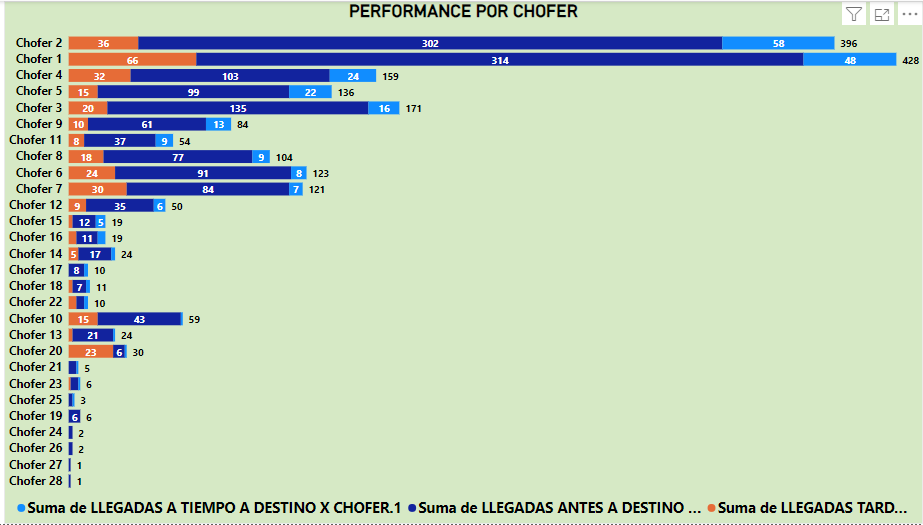 PERFORMANCE POR CHOFER
Chofer 2 36 302 58 396
Chofer 1 66 314 48 428
Chofer 4 32 103 24 159
Chofer 5 15 99 22 136
Chofer 3 20 135 16 171
Chofer 9 10 61 13 84
Chofer 11 8 37 9 54
Chofer 8 18 77 9 104
Chofer 6 24 91 8 123
Chofer 7 30 84 7 121
Chofer 12 9 35 6 50
Chofer 15 12 5 19
Chofer 16 11 19
Chofer 14 5 17 24
Chofer 17 8 10
Chofer 18 7 11
Chofer 22 10
Chofer 10 15 43 59
Chofer 13 21 24
Chofer 20 23 6 30
Chofer 21 5
Chofer 23 6
Chofer 25 3
Chofer 19 6 6
Chofer 24 2
Chofer 26 2
Chofer 27 1
Chofer 28 1
Suma de LLEGADAS A TIEMPO A DESTINO X CHOFER.1 Suma de LLEGADAS ANTES A DESTINO ... Suma de LLEGADAS TARD...